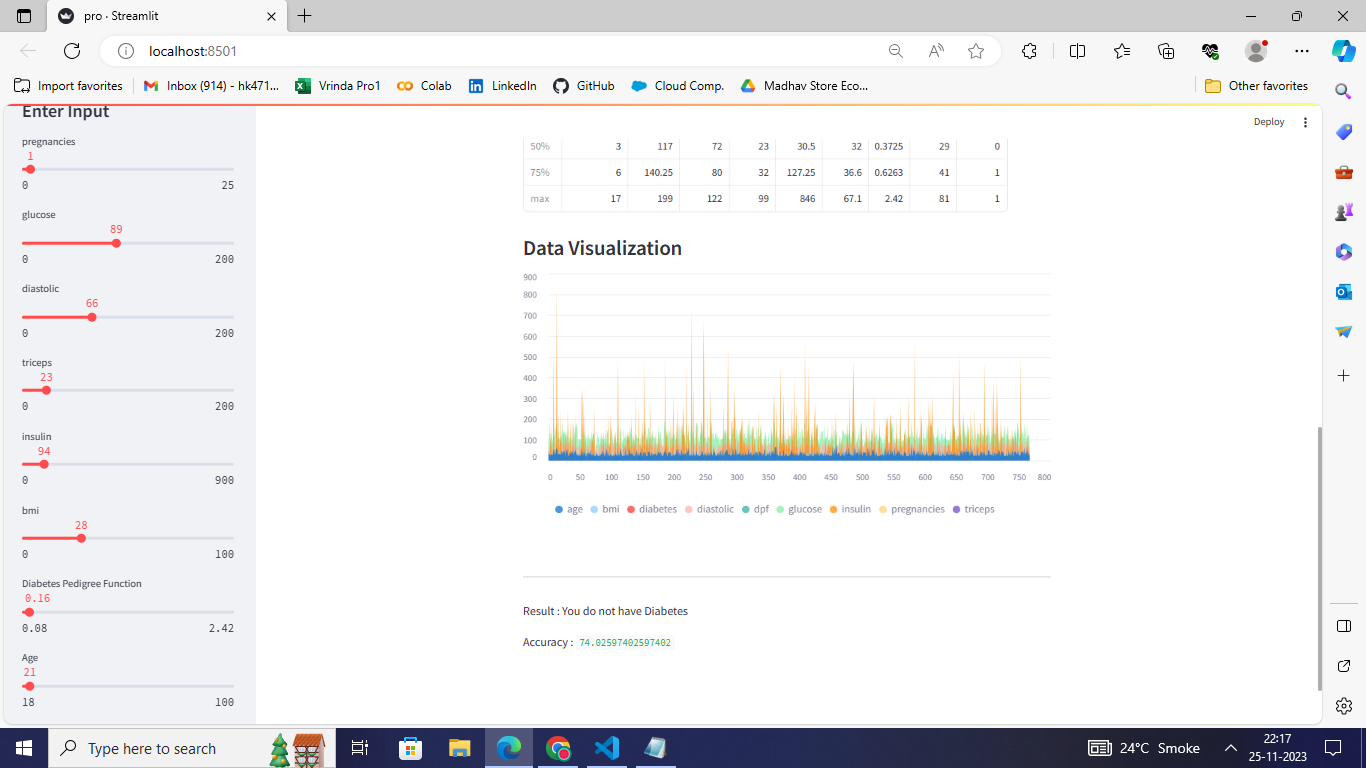 pro · Streamlit
localhost:8501
Import favorites
Inbox (914) - hk471...
Vrinda Pro1
Colab
LinkedIn
GitHub
Cloud Comp.
Madhav Store Eco...
Other favorites
Deploy
Enter Input
pregnancies
1
0 25
glucose
89
0 200
diastolic
66
0 200
triceps
23
0 200
insulin
94
0 900
bmi
28
0 100
Diabetes Pedigree Function
0.16
0.08 2.42
Age
21
18 100
50% 3 117 72 23 30.5 32 0.3725 29 0
75% 6 140.25 80 32 127.25 36.6 0.6263 41 1
max 17 199 122 99 846 67.1 2.42 81 1
Data Visualization
900
800
700
600
500
400
300
200
100
0
0 50 100 150 200 250 300 350 400 450 500 550 600 650 700 750 800
age bmi diabetes diastolic dpf glucose insulin pregnancies triceps
Result : You do not have Diabetes
Accuracy : 74.02597402597402
Type here to search
24°C Smoke
22:17
25-11-2023